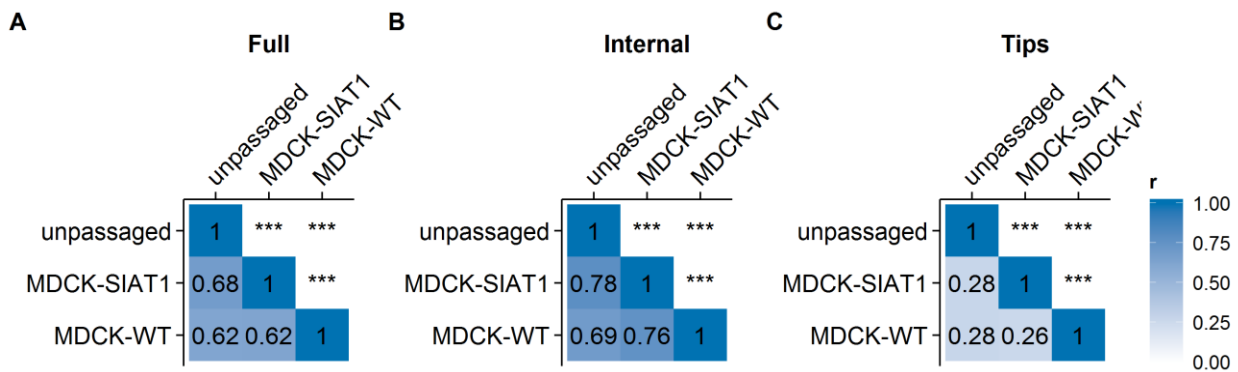 A
Full
unpassaged
MDCK-SIAT1
MDCK-WT
unpassaged
1
***
***
MDCK-SIAT1
0.68
1
***
MDCK-WT
0.62
0.62
1
B
Internal
unpassaged
MDCK-SIAT1
MDCK-WT
unpassaged
1
***
***
MDCK-SIAT1
0.78
1
***
MDCK-WT
0.69
0.76
1
C
Tips
unpassaged
MDCK-SIAT1
MDCK-W
unpassaged
1
***
***
MDCK-SIAT1
0.28
1
***
MDCK-WT
0.28
0.26
1
r
1.00
0.75
0.50
0.25
0.00